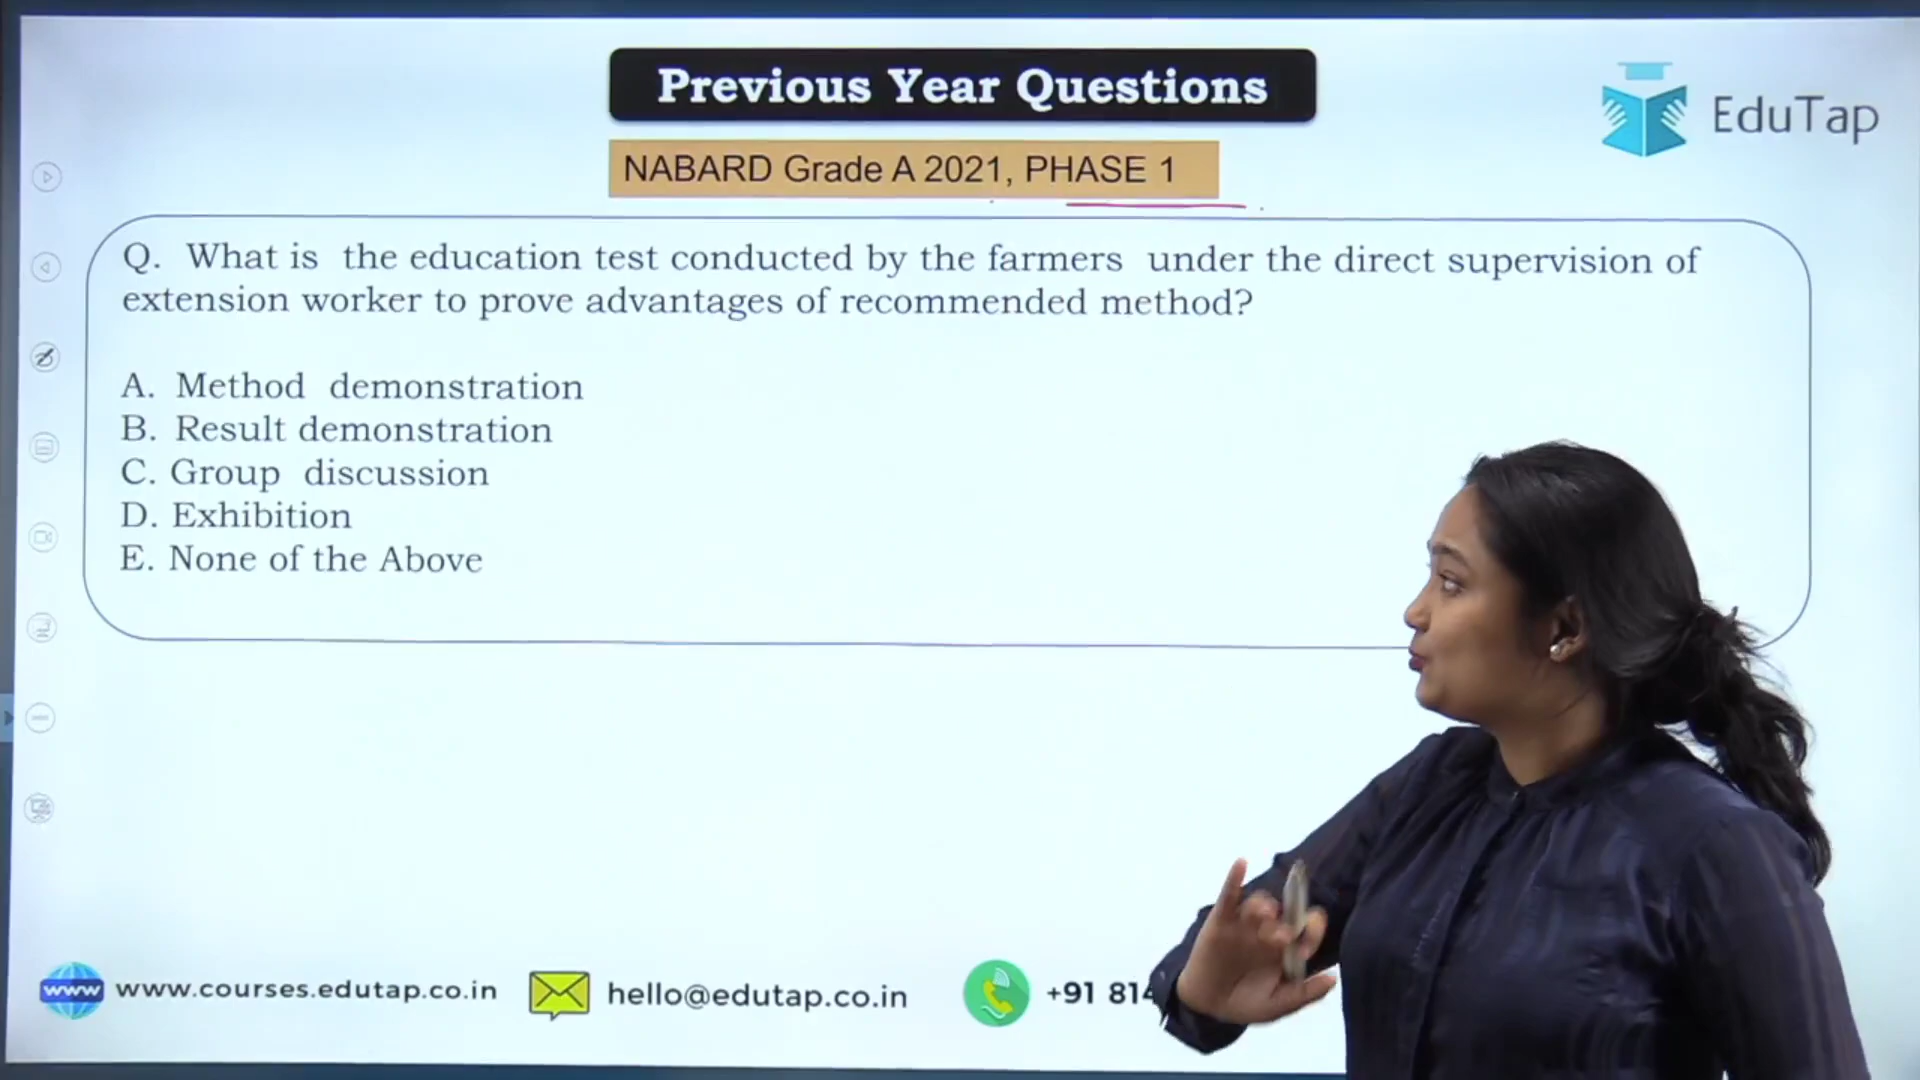 Previous Year Questions
EduTap
NABARD Grade A 2021, PHASE 1
Q. What is the education test conducted by the farmers under the direct supervision of
extension worker to prove advantages of recommended method?
A. Method demonstration
B. Result demonstration
C. Group discussion
D. Exhibition
E. None of the Above
www
www.courses.edutap.co.in
hello@edutap.co.in
+91 814